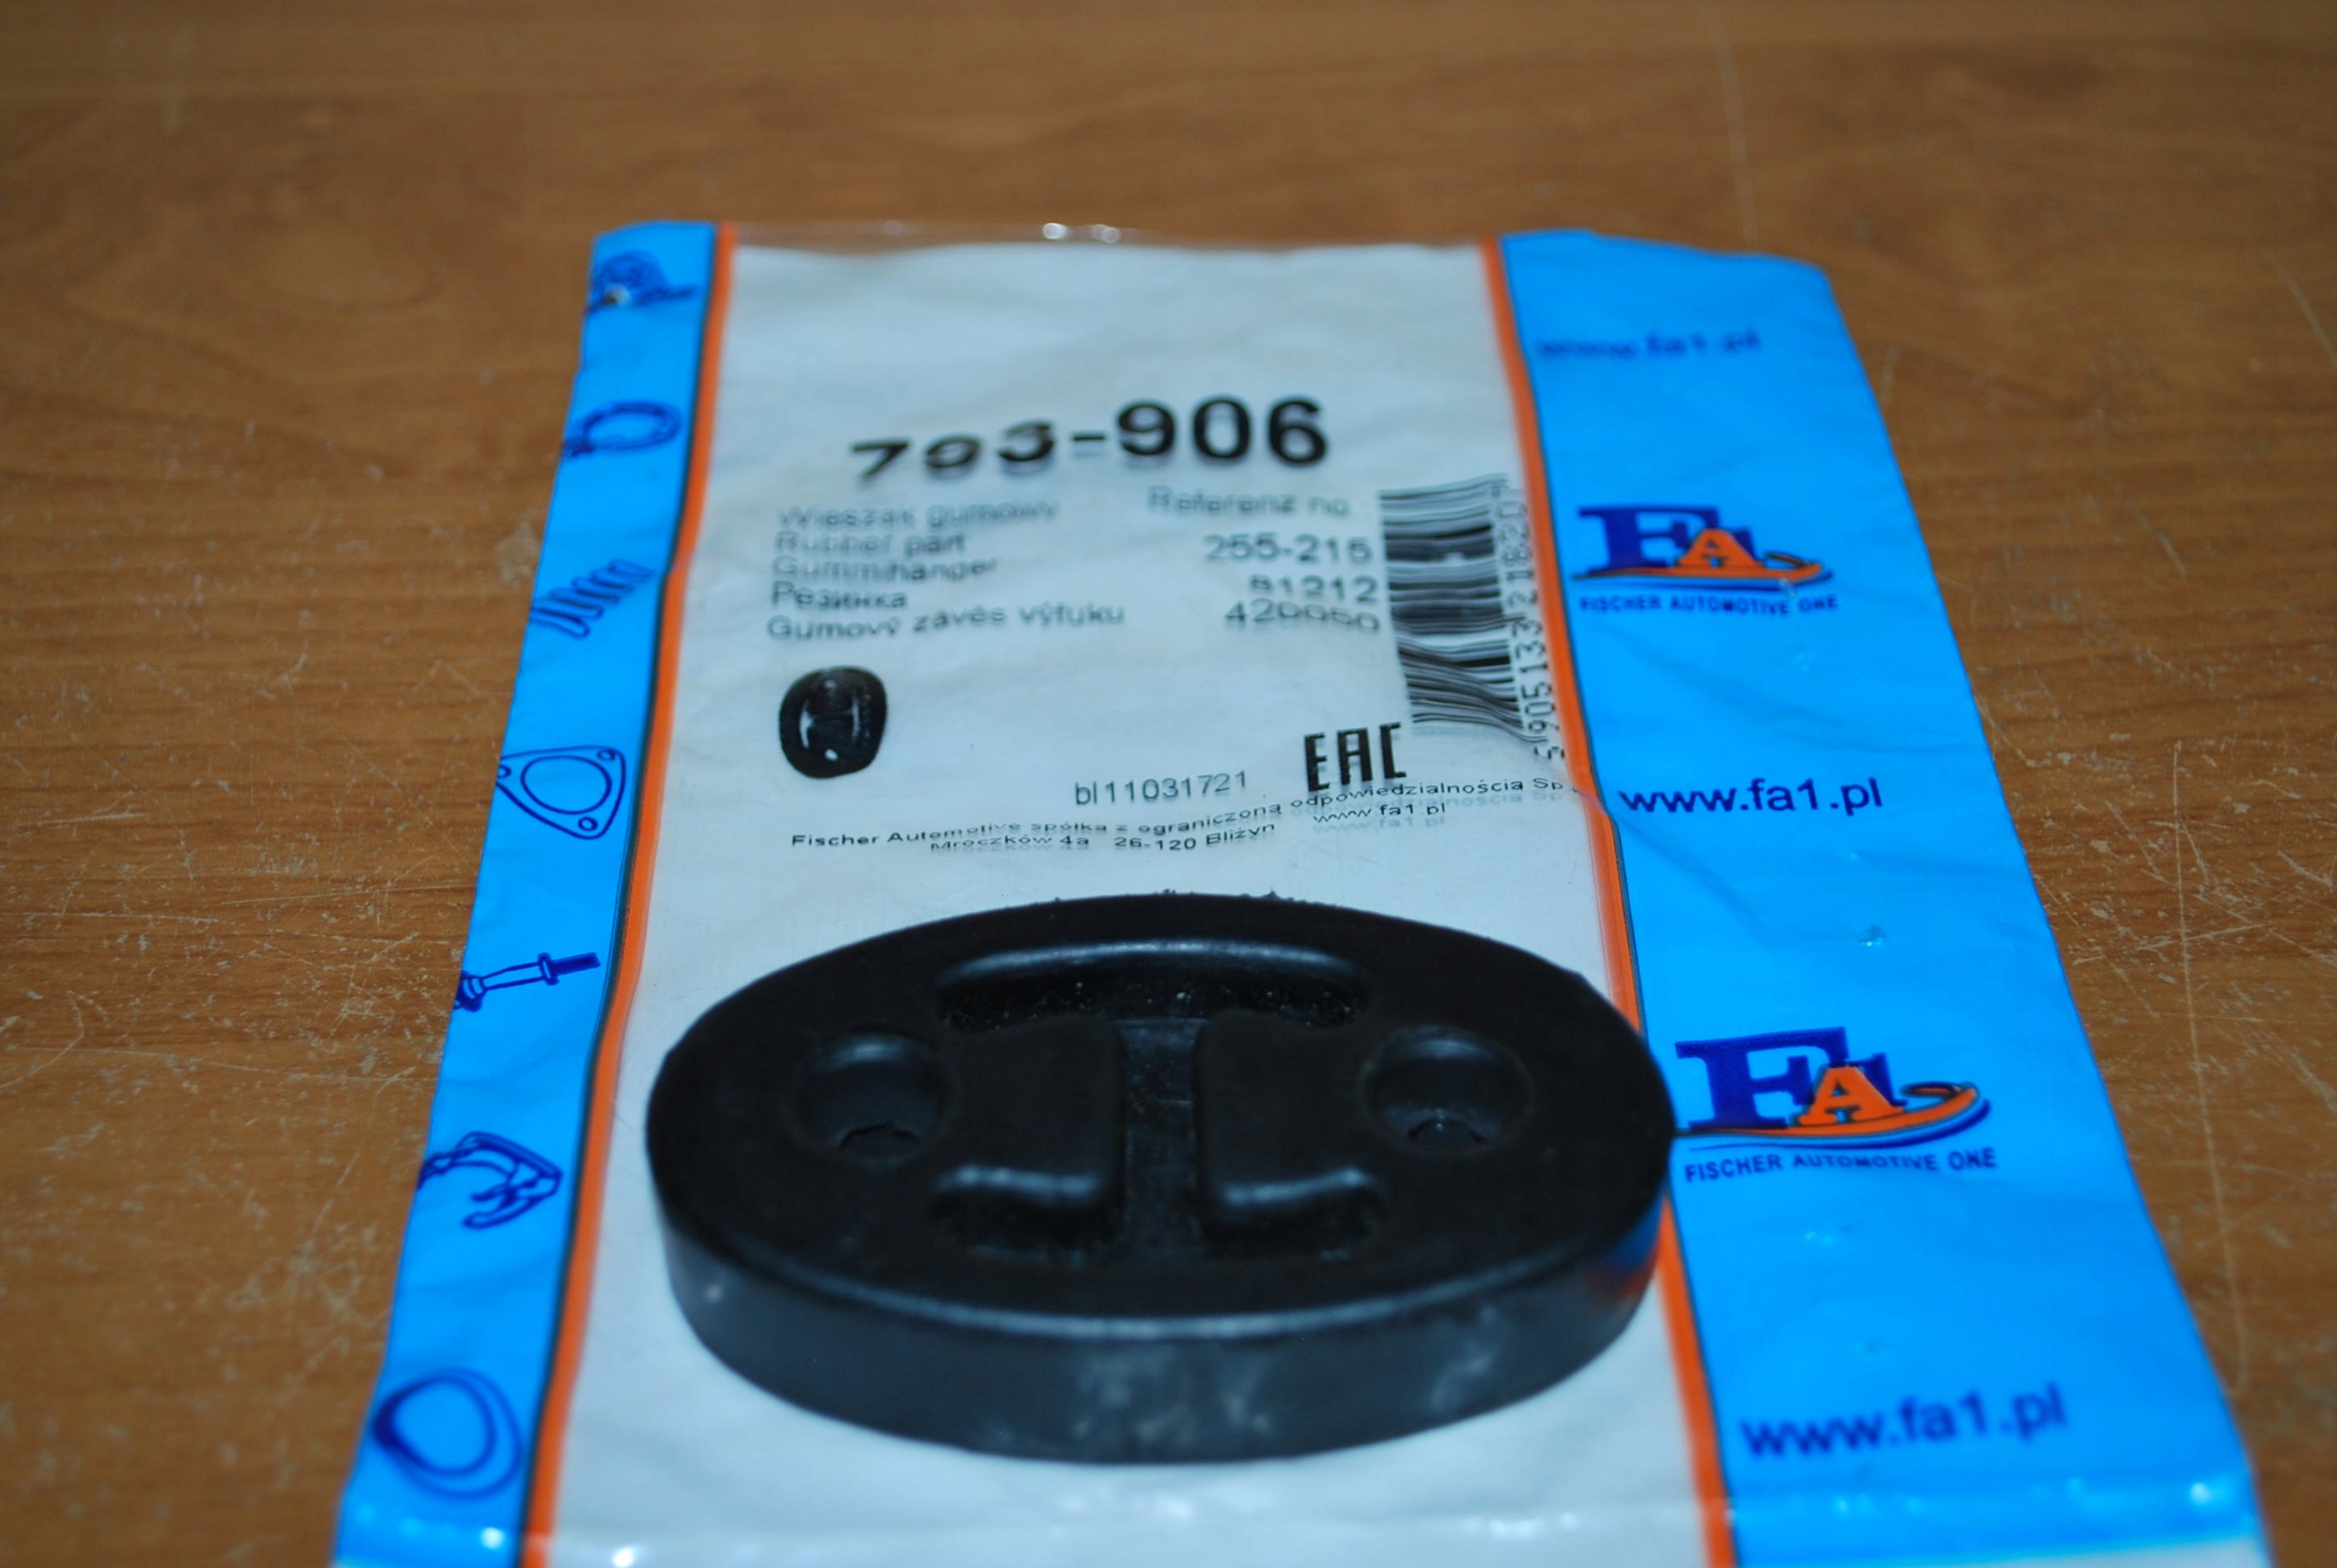 www.fa1.pl
793-906
Wieszak gumowy
Referenz no.
Rubber part
255-215
Gummihänger
81212
Резинка
420050
Gumový závěs výfuku
FA1
FISCHER AUTOMOTIVE ONE
EAC
bl11031721
Fischer Automotive spółka z ograniczoną odpowiedzialnościa Sp.
Mroczków 4a 26-120 Bliżyn www.fa1.pl
www.fa1.pl
FA1
FISCHER AUTOMOTIVE ONE
www.fa1.pl